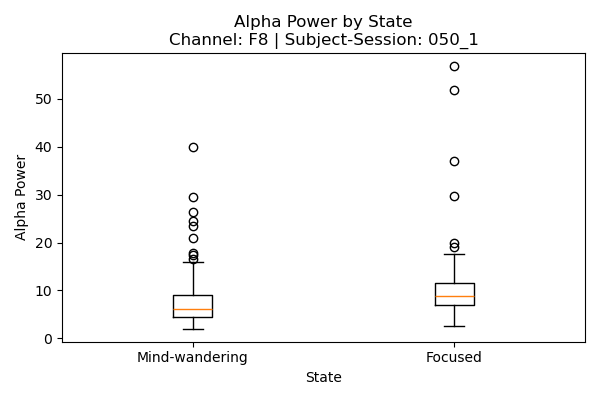 Alpha Power by State
Channel: F8 | Subject-Session: 050_1
50
40
30
20
10
0
Alpha Power
Mind-wandering
Focused
State